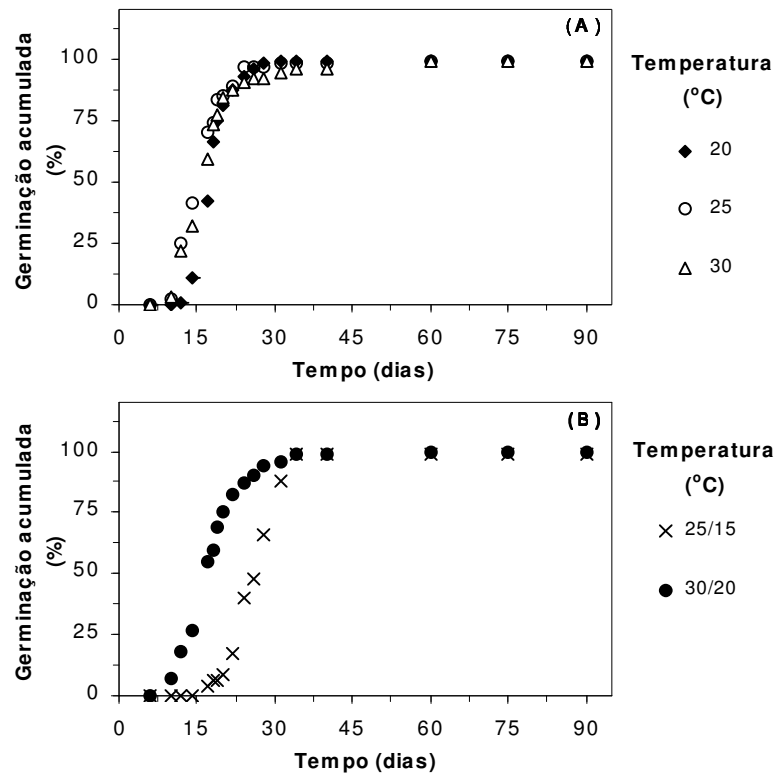 (A)
100
75
50
25
0
Germinação acumulada
(%)
0 15 30 45 60 75 90
Tempo (dias)
Temperatura
(°C)
20
25
30
(B)
100
75
50
25
0
Germinação acumulada
(%)
0 15 30 45 60 75 90
Tempo (dias)
Temperatura
(°C)
25/15
30/20